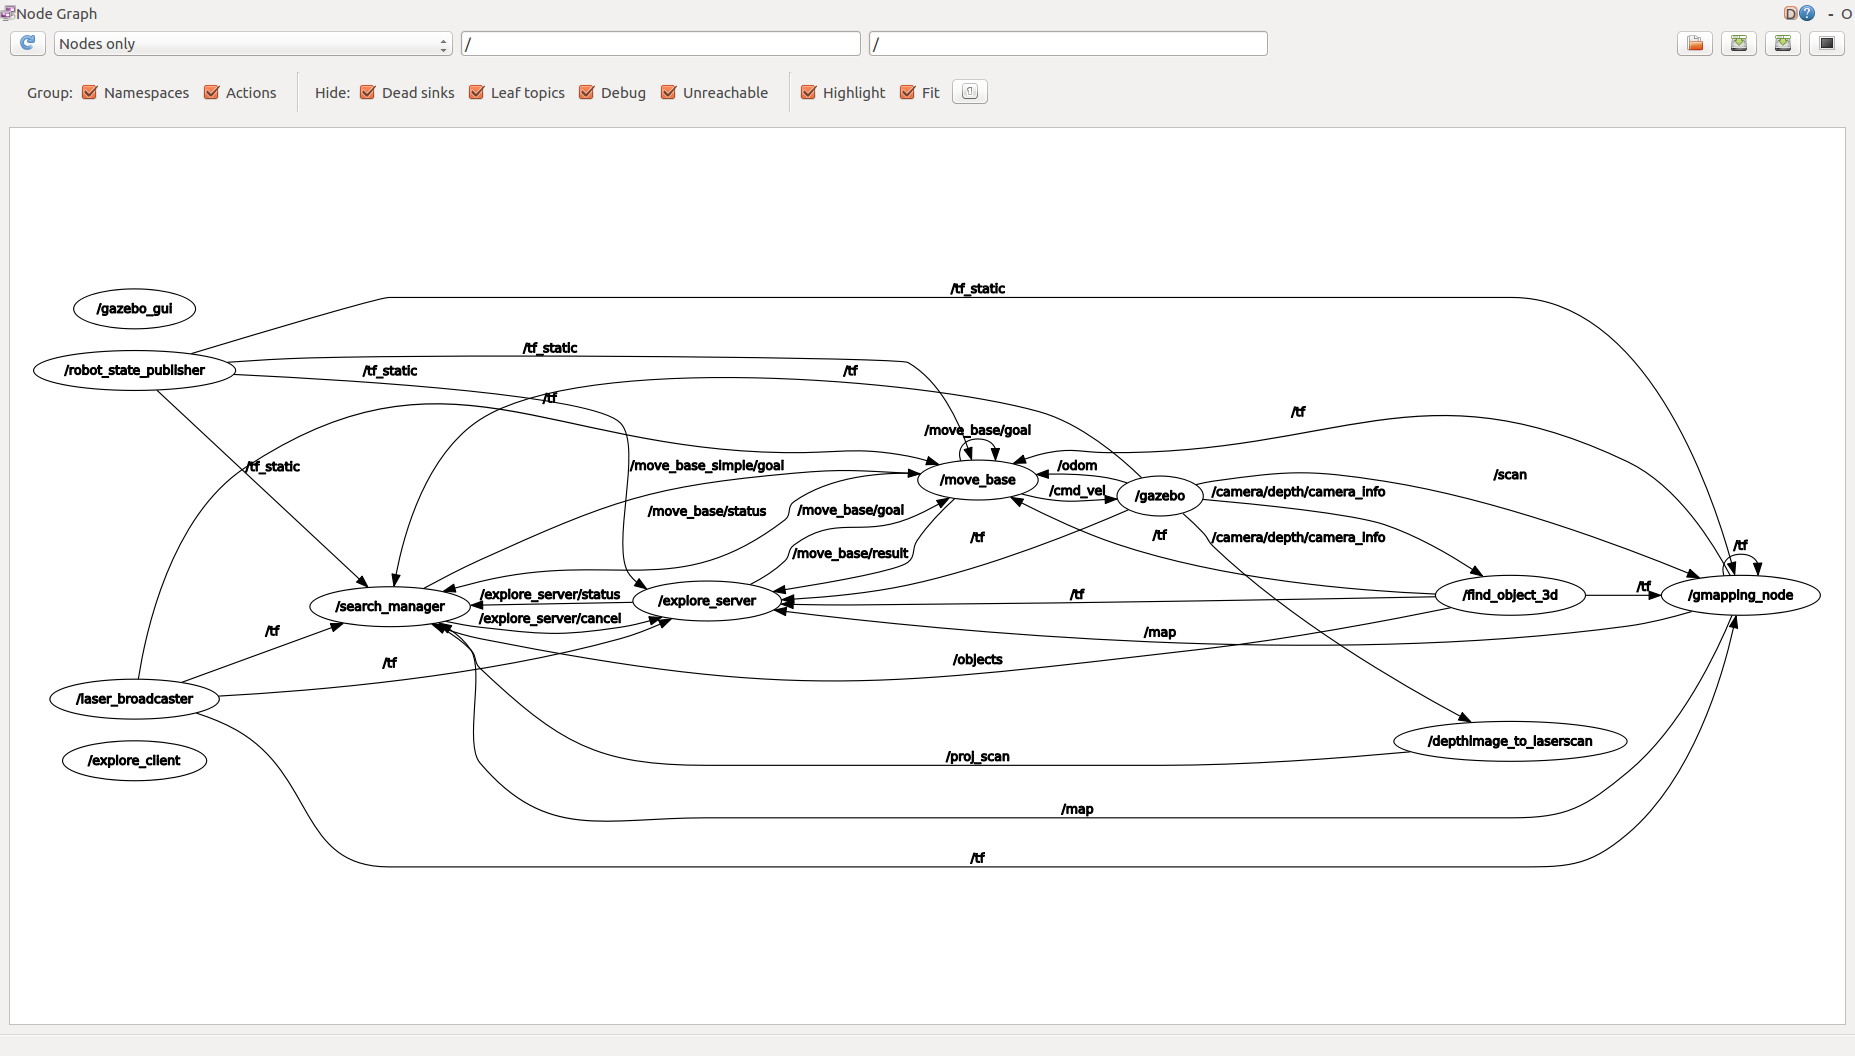 Node Graph
D ? - O
Nodes only
/
/
Group: Namespaces Actions Hide: Dead sinks Leaf topics Debug Unreachable Highlight Fit
/tf_static
/gazebo_gui
/tf_static
/robot_state_publisher
/tf_static
/tf
/tf
/tf
/move_base/goal
/tf_static
/move_base_simple/goal
/odom
/scan
/move_base
/cmd_vel
/gazebo
/camera/depth/camera_info
/move_base/status
/move_base/goal
/tf
/tf
/camera/depth/camera_info
/tf
/move_base/result
/explore_server/status
/explore_server
/tf
/find_object_3d
/tf
/gmapping_node
/search_manager
/explore_server/cancel
/tf
/map
/tf
/objects
/laser_broadcaster
/explore_client
/proj_scan
/depthimage_to_laserscan
/map
/tf